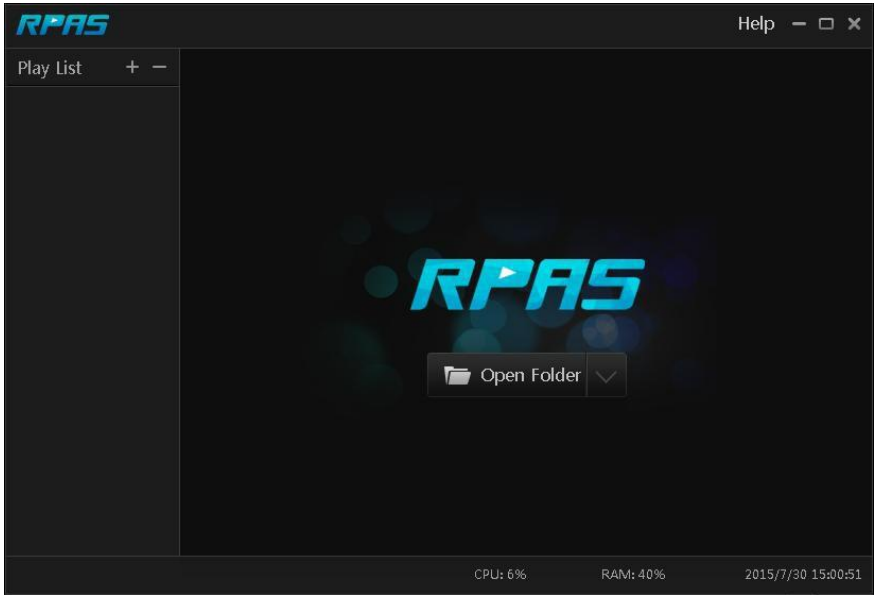 RPAS
Help
Play List
RPAS
Open Folder
CPU: 6% RAM: 40% 2015/7/30 15:00:51